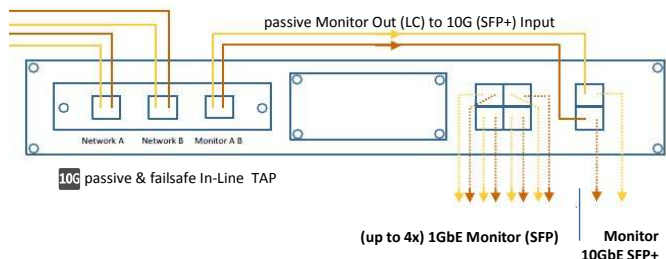 passive Monitor Out (LC) to 10G (SFP+) Input
Network A Network B Monitor A B
10G passive & failsafe In-Line TAP
(up to 4x) 1GbE Monitor (SFP) Monitor
10GbE SFP+